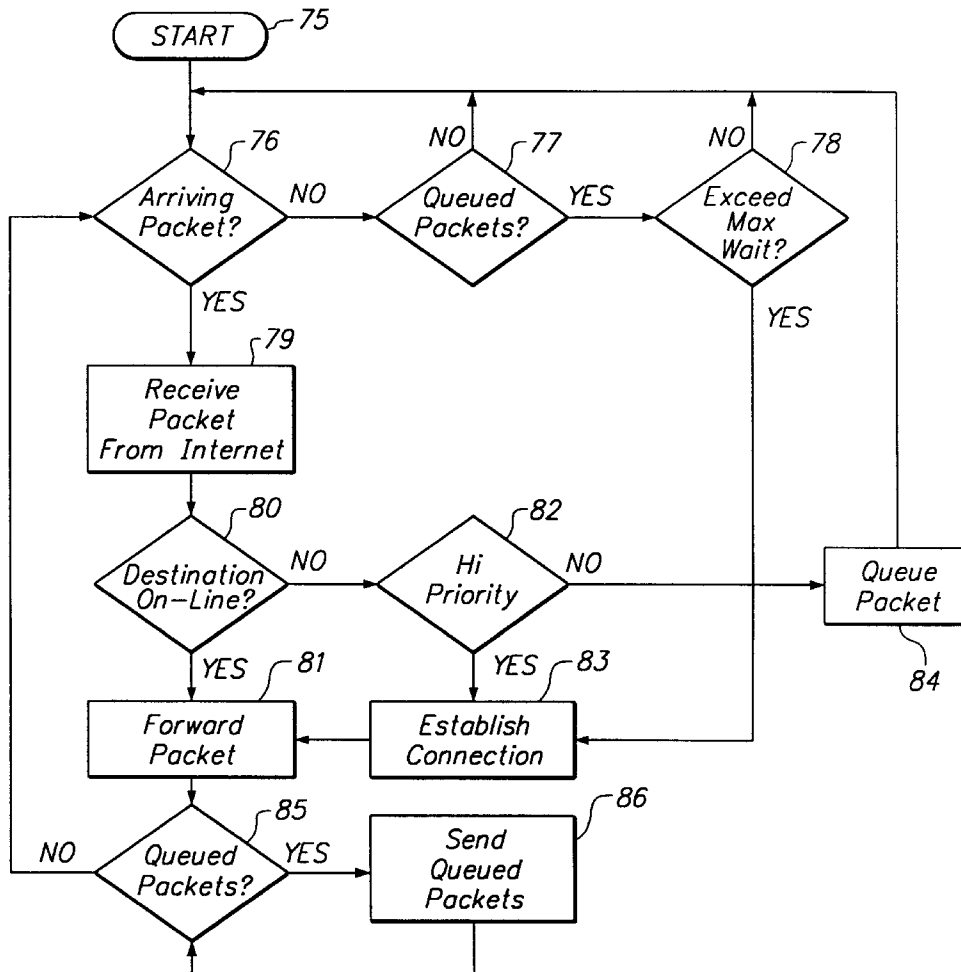 START
75
76
Arriving
Packet?
NO
YES
NO
77
Queued
Packets?
YES
NO
78
Exceed
Max
Wait?
YES
79
Receive
Packet
From Internet
80
Destination
On-Line?
NO
YES
82
Hi
Priority
NO
YES
Queue
Packet
84
81
Forward
Packet
83
Establish
Connection
85
Queued
Packets?
NO
YES
86
Send
Queued
Packets